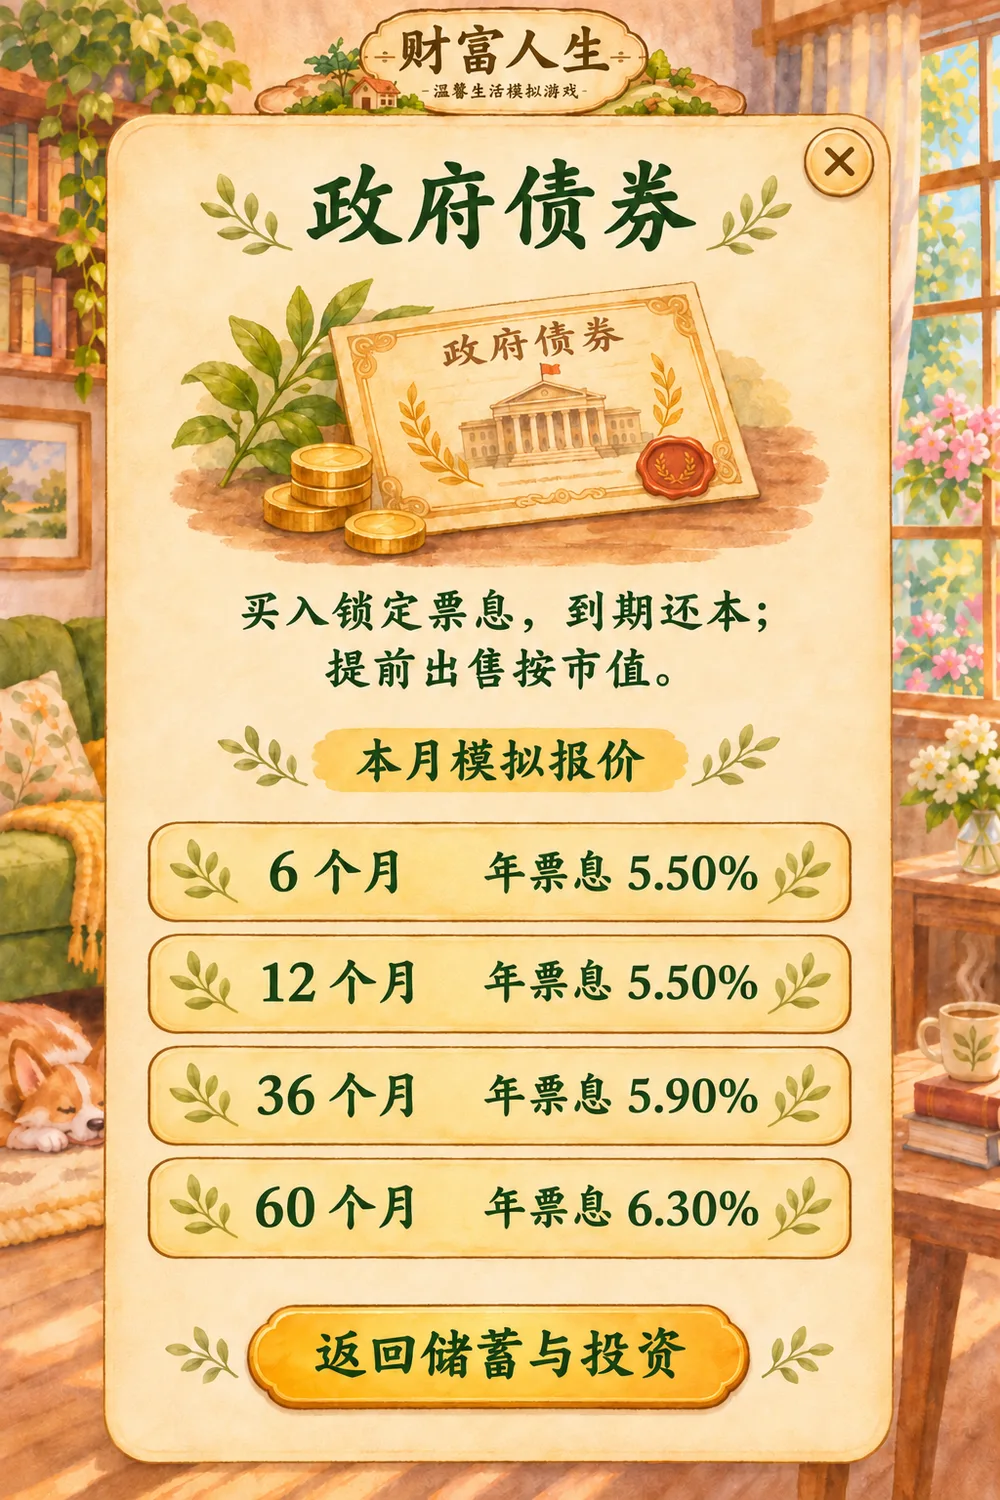 财富人生
-温馨生活模拟游戏-
政府债券
政府债券
买入锁定票息，到期还本；
提前出售按市值。
本月模拟报价
6 个月 年票息 5.50%
12 个月 年票息 5.50%
36 个月 年票息 5.90%
60 个月 年票息 6.30%
返回储蓄与投资